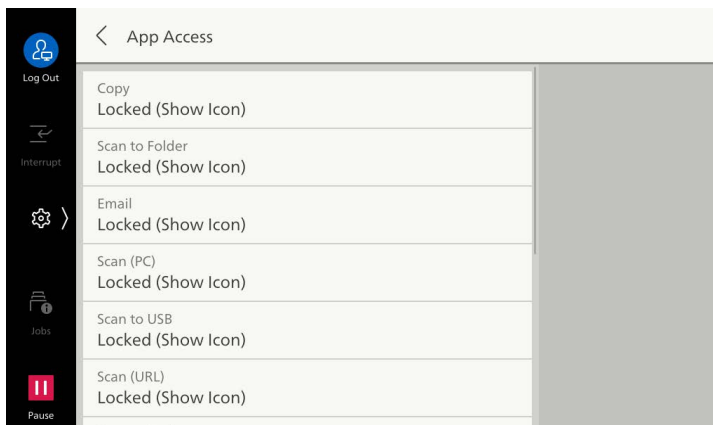 App Access
Log Out
Interrupt
Jobs
Pause
Copy
Locked (Show Icon)
Scan to Folder
Locked (Show Icon)
Email
Locked (Show Icon)
Scan (PC)
Locked (Show Icon)
Scan to USB
Locked (Show Icon)
Scan (URL)
Locked (Show Icon)